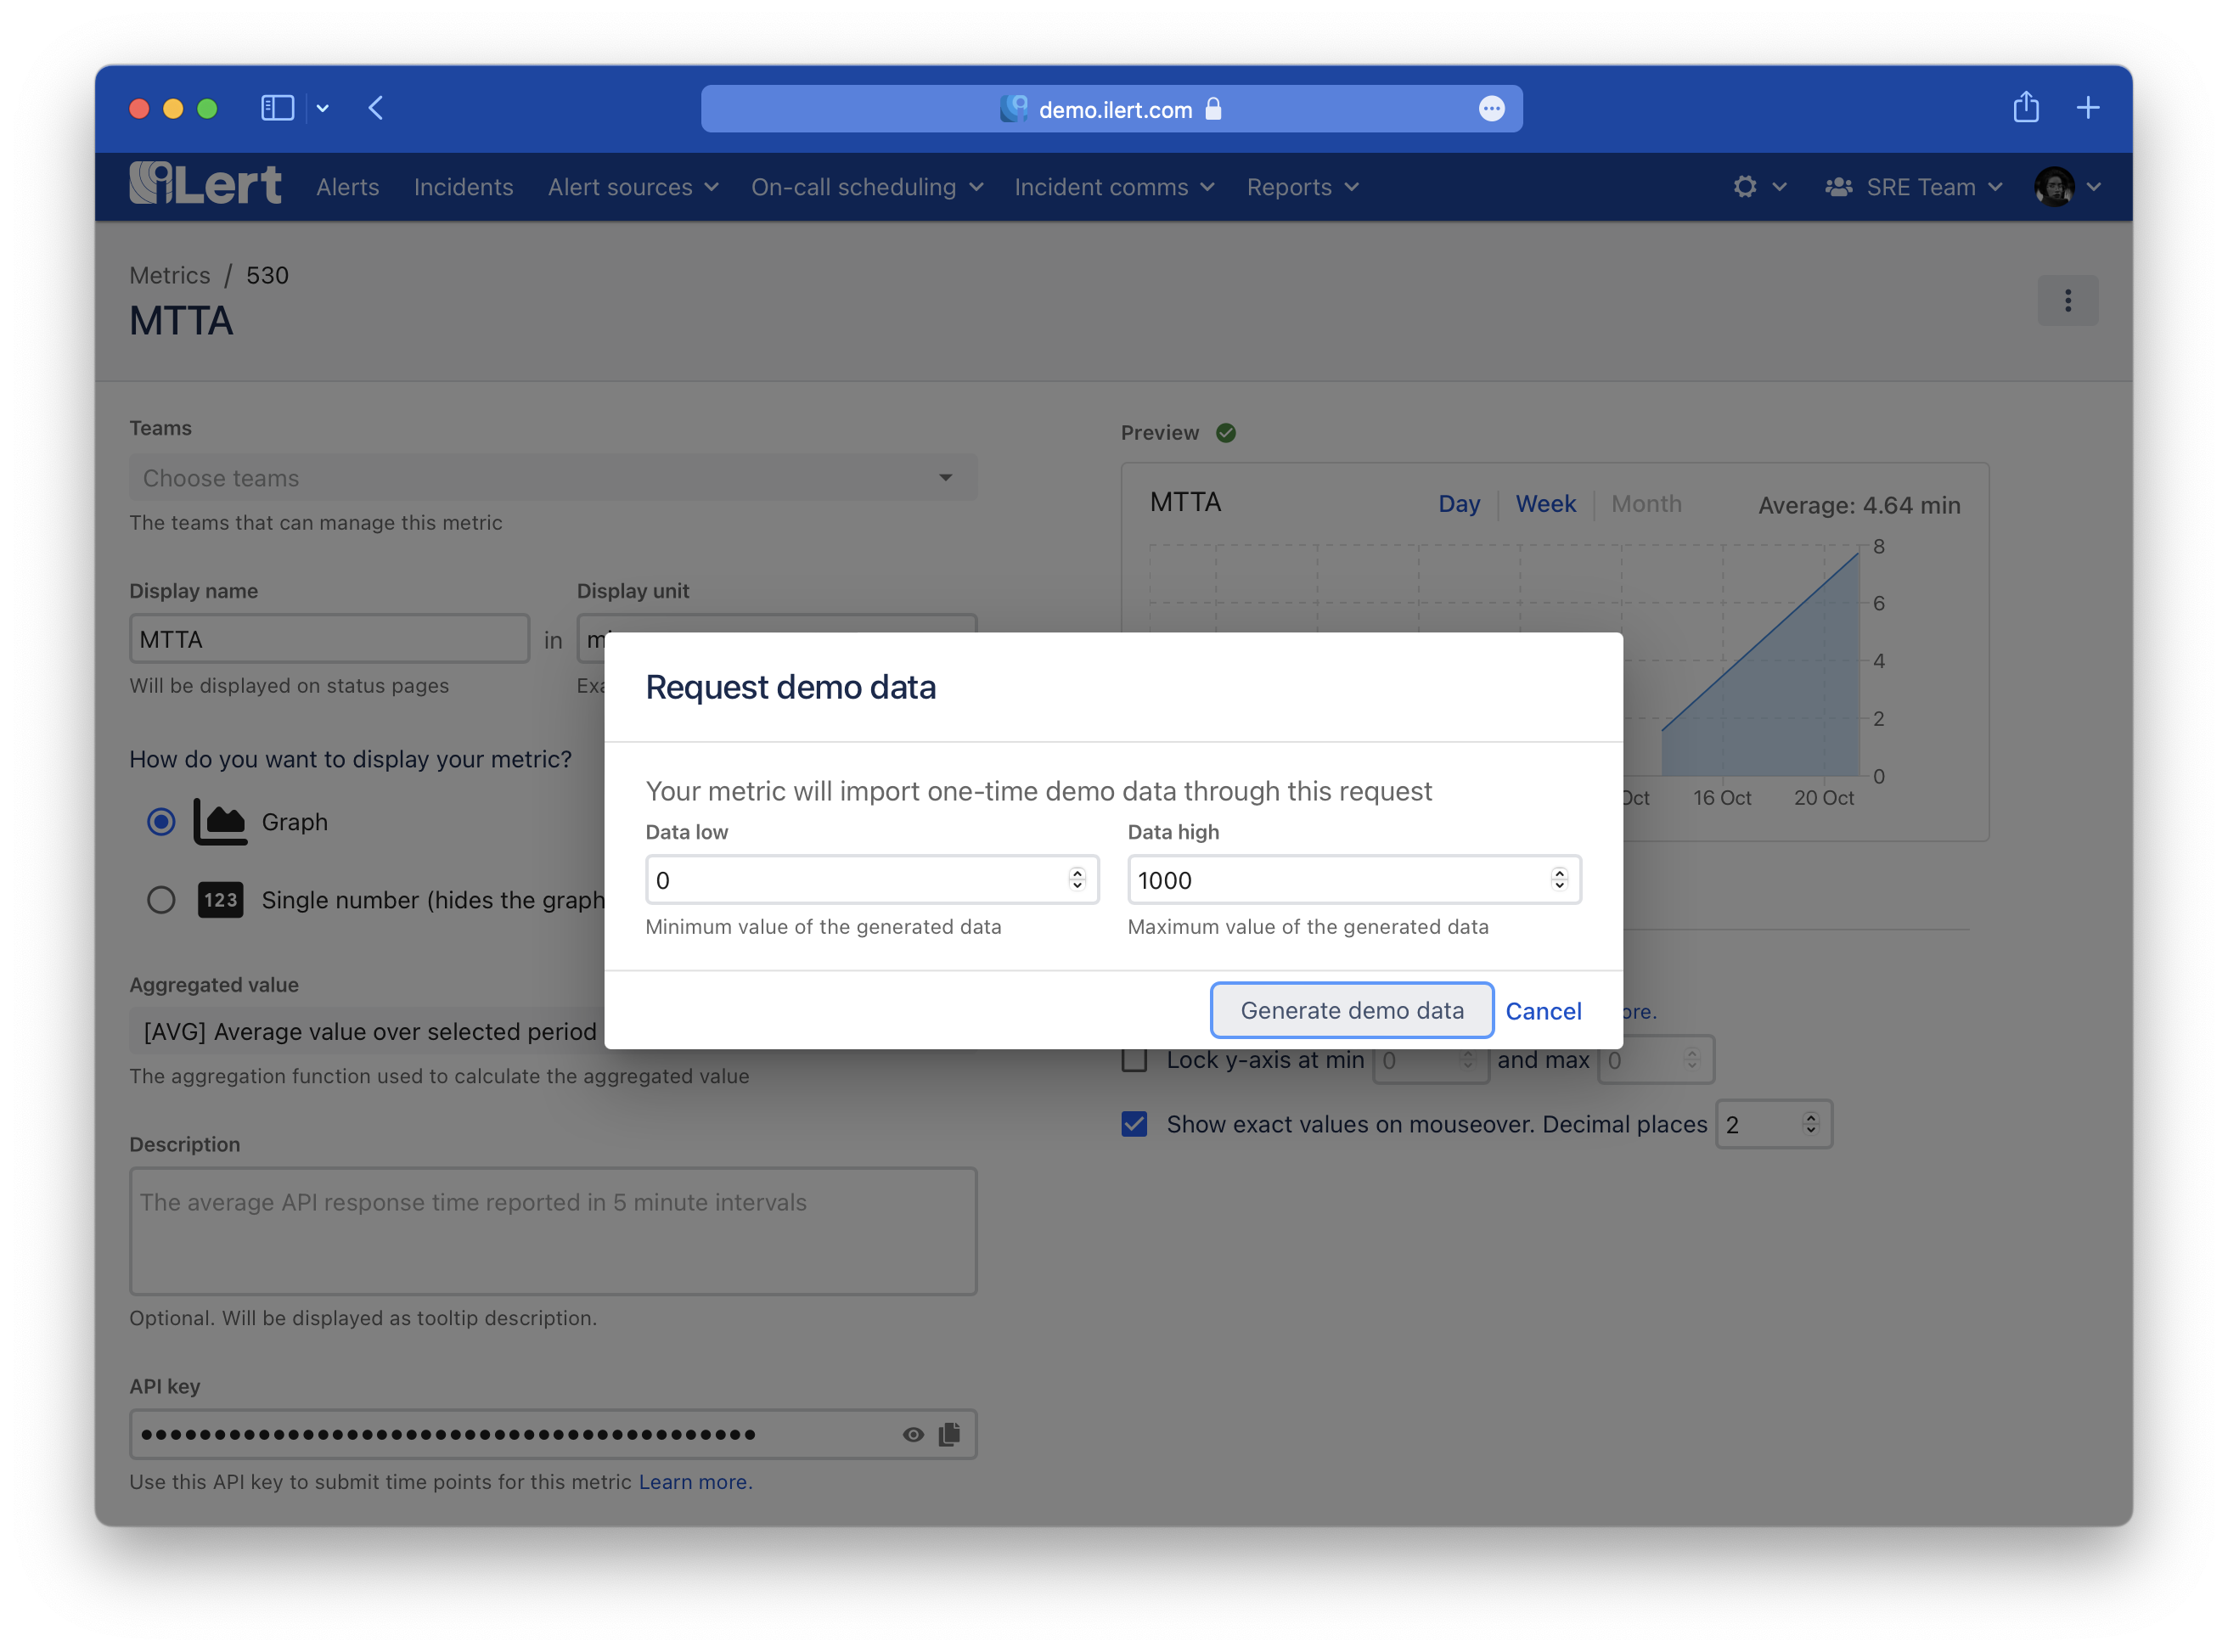 demo.ilert.com
iLert Alerts Incidents Alert sources On-call scheduling Incident comms Reports SRE Team
Metrics / 530
MTTA
Teams
Choose teams
The teams that can manage this metric
Display name
Display unit
MTTA in
Will be displayed on status pages
How do you want to display your metric?
Graph
123 Single number (hides the graph
Aggregated value
[AVG] Average value over selected period
The aggregation function used to calculate the aggregated value
Description
The average API response time reported in 5 minute intervals
Optional. Will be displayed as tooltip description.
API key
Use this API key to submit time points for this metric Learn more.
Preview
MTTA Day Week Month Average: 4.64 min
8
6
4
2
0
16 Oct 20 Oct
Request demo data
Your metric will import one-time demo data through this request
Data low Data high
0 1000
Minimum value of the generated data Maximum value of the generated data
Generate demo data Cancel
Lock y-axis at min 0 and max 0
Show exact values on mouseover. Decimal places 2